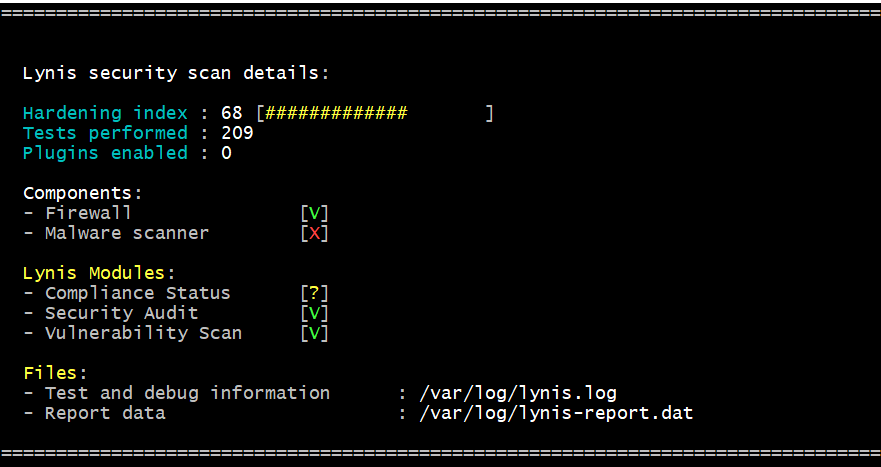 ================================================================================
Lynis security scan details:
Hardening index : 68 [#############       ]
Tests performed : 209
Plugins enabled : 0
Components:
- Firewall               [V]
- Malware scanner        [X]
Lynis Modules:
- Compliance Status      [?]
- Security Audit         [V]
- Vulnerability Scan     [V]
Files:
- Test and debug information      : /var/log/lynis.log
- Report data                     : /var/log/lynis-report.dat
================================================================================